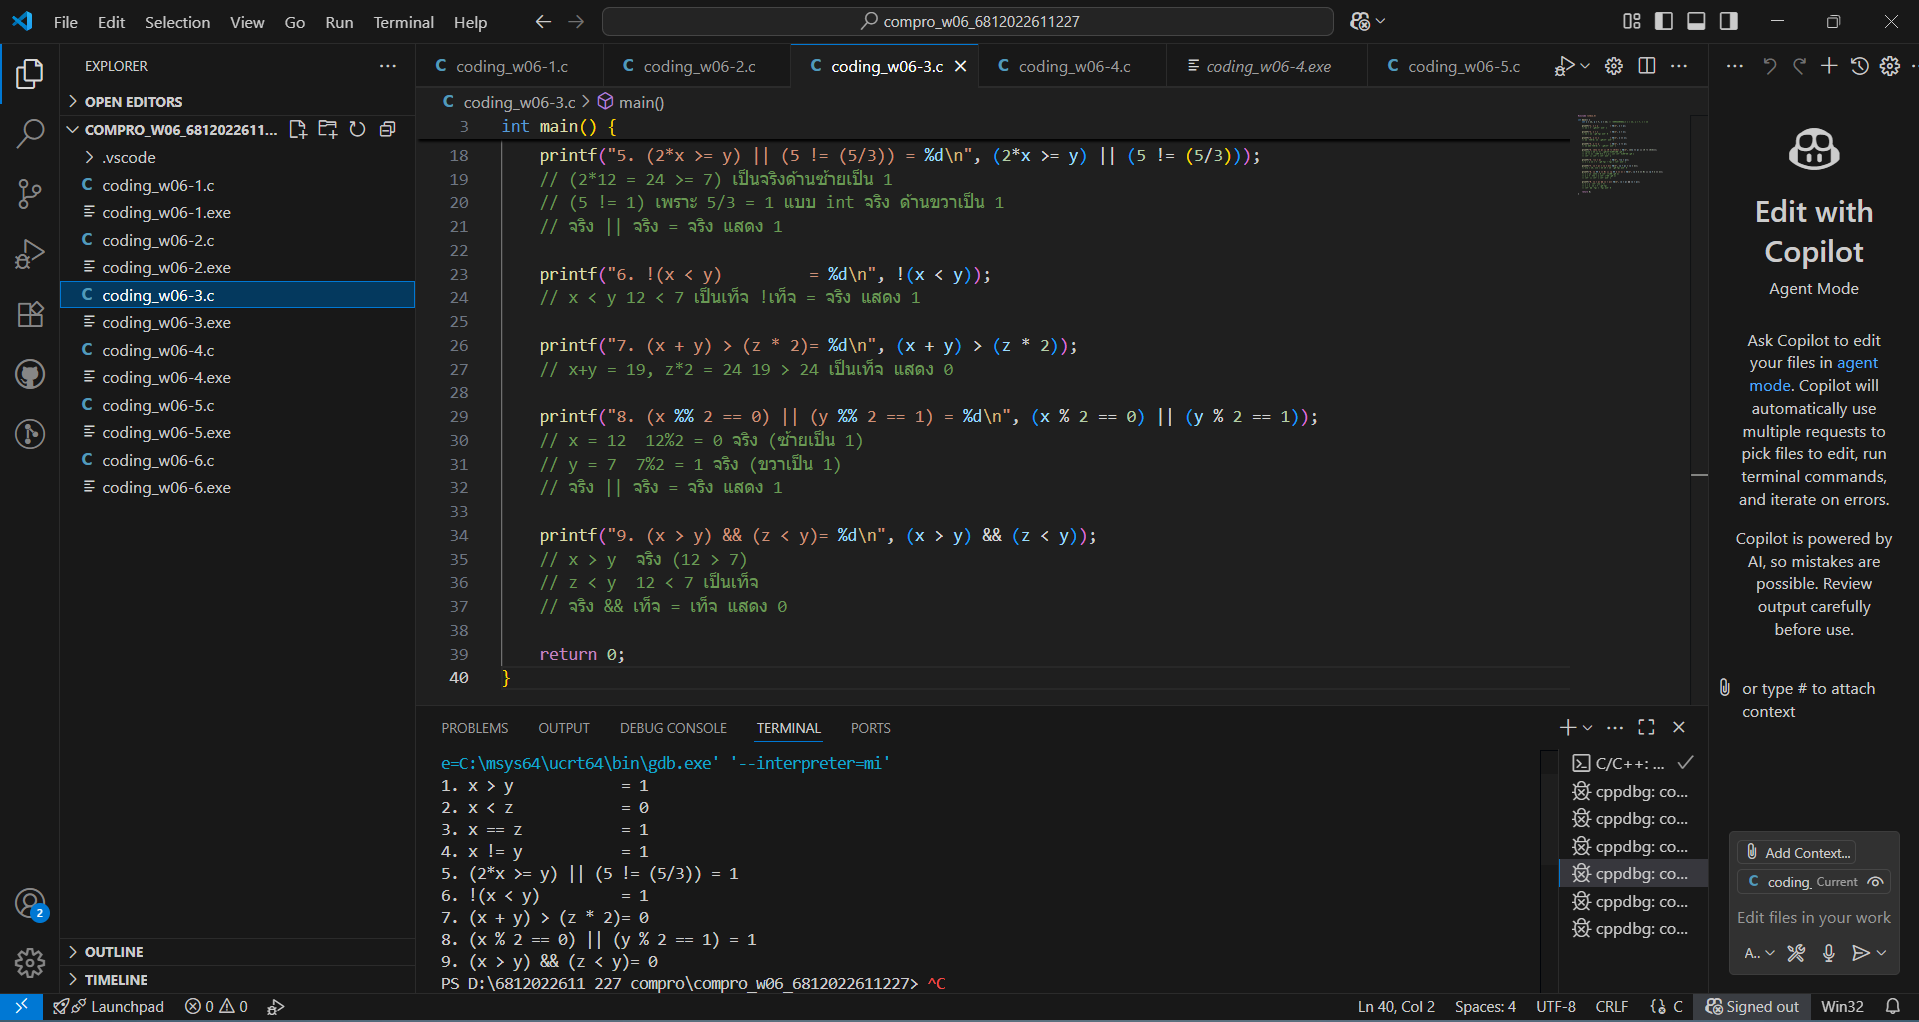 File Edit Selection View Go Run Terminal Help
compro_w06_6812022611227
EXPLORER
OPEN EDITORS
COMPRO_W06_6812022611...
.vscode
coding_w06-1.c
coding_w06-1.exe
coding_w06-2.c
coding_w06-2.exe
coding_w06-3.c
coding_w06-3.exe
coding_w06-4.c
coding_w06-4.exe
coding_w06-5.c
coding_w06-5.exe
coding_w06-6.c
coding_w06-6.exe
OUTLINE
TIMELINE
C coding_w06-1.c C coding_w06-2.c C coding_w06-3.c C coding_w06-4.c coding_w06-4.exe C coding_w06-5.c
C coding_w06-3.c > main()
3 int main() {
18 printf("5. (2*x >= y) || (5 != (5/3)) = %d\n", (2*x >= y) || (5 != (5/3)));
19 // (2*12 = 24 >= 7) เป็นจริงด้านซ้ายเป็น 1
20 // (5 != 1) เพราะ 5/3 = 1 แบบ int จริง ด้านขวาเป็น 1
21 // จริง || จริง = จริง แสดง 1
22
23 printf("6. !(x < y)         = %d\n", !(x < y));
24 // x < y 12 < 7 เป็นเท็จ !เท็จ = จริง แสดง 1
25
26 printf("7. (x + y) > (z * 2)= %d\n", (x + y) > (z * 2));
27 // x+y = 19, z*2 = 24 19 > 24 เป็นเท็จ แสดง 0
28
29 printf("8. (x %% 2 == 0) || (y %% 2 == 1) = %d\n", (x % 2 == 0) || (y % 2 == 1));
30 // x = 12  12%2 = 0 จริง (ซ้ายเป็น 1)
31 // y = 7  7%2 = 1 จริง (ขวาเป็น 1)
32 // จริง || จริง = จริง แสดง 1
33
34 printf("9. (x > y) && (z < y)= %d\n", (x > y) && (z < y));
35 // x > y  จริง (12 > 7)
36 // z < y  12 < 7 เป็นเท็จ
37 // จริง && เท็จ = เท็จ แสดง 0
38
39 return 0;
40 }
PROBLEMS OUTPUT DEBUG CONSOLE TERMINAL PORTS
e=C:\msys64\ucrt64\bin\gdb.exe' '--interpreter=mi'
1. x > y            = 1
2. x < z            = 0
3. x == z           = 1
4. x != y           = 1
5. (2*x >= y) || (5 != (5/3)) = 1
6. !(x < y)         = 1
7. (x + y) > (z * 2)= 0
8. (x % 2 == 0) || (y % 2 == 1) = 1
9. (x > y) && (z < y)= 0
PS D:\6812022611 227 compro\compro_w06_6812022611227> ^C
C/C++: ...
cppdbg: co...
cppdbg: co...
cppdbg: co...
cppdbg: co...
cppdbg: co...
cppdbg: co...
Edit with
Copilot
Agent Mode
Ask Copilot to edit
your files in agent
mode. Copilot will
automatically use
multiple requests to
pick files to edit, run
terminal commands,
and iterate on errors.
Copilot is powered by
AI, so mistakes are
possible. Review
output carefully
before use.
or type # to attach
context
Add Context...
C coding_ Current
Edit files in your work
A..
2
Launchpad 0 0
Ln 40, Col 2 Spaces: 4 UTF-8 CRLF {} C Signed out Win32